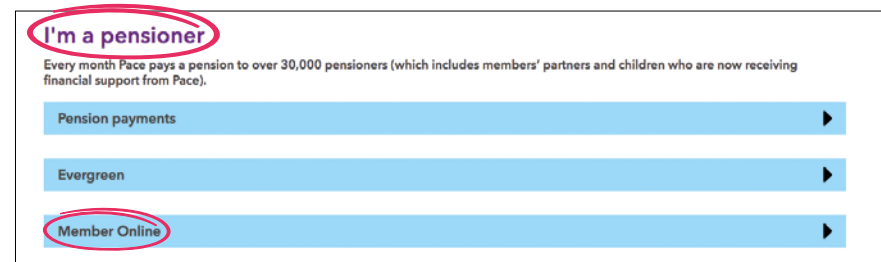 I'm a pensioner
Every month Pace pays a pension to over 30,000 pensioners (which includes members' partners and children who are now receiving
financial support from Pace).
Pension payments
Evergreen
Member Online